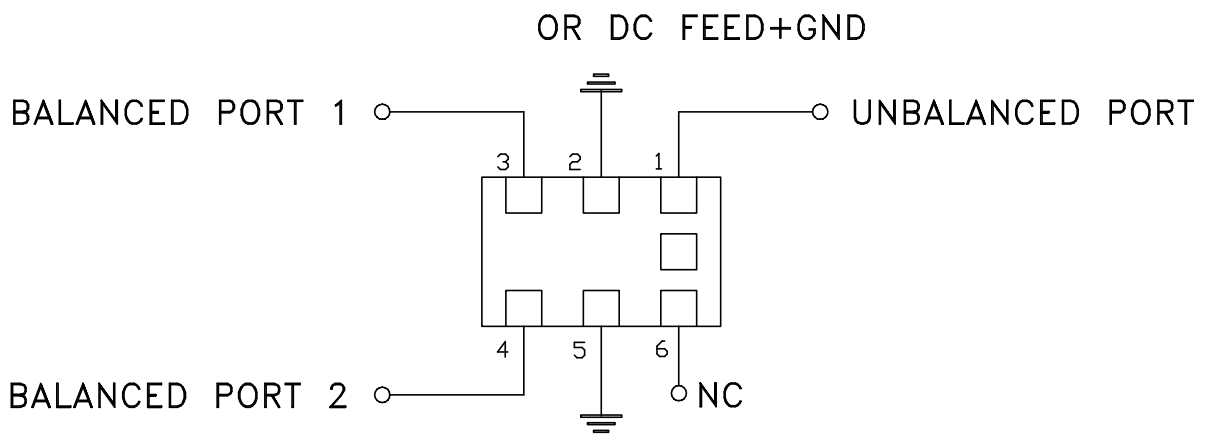 OR DC FEED+GND
BALANCED PORT 1
UNBALANCED PORT
3 2 1
4 5 6
BALANCED PORT 2
NC